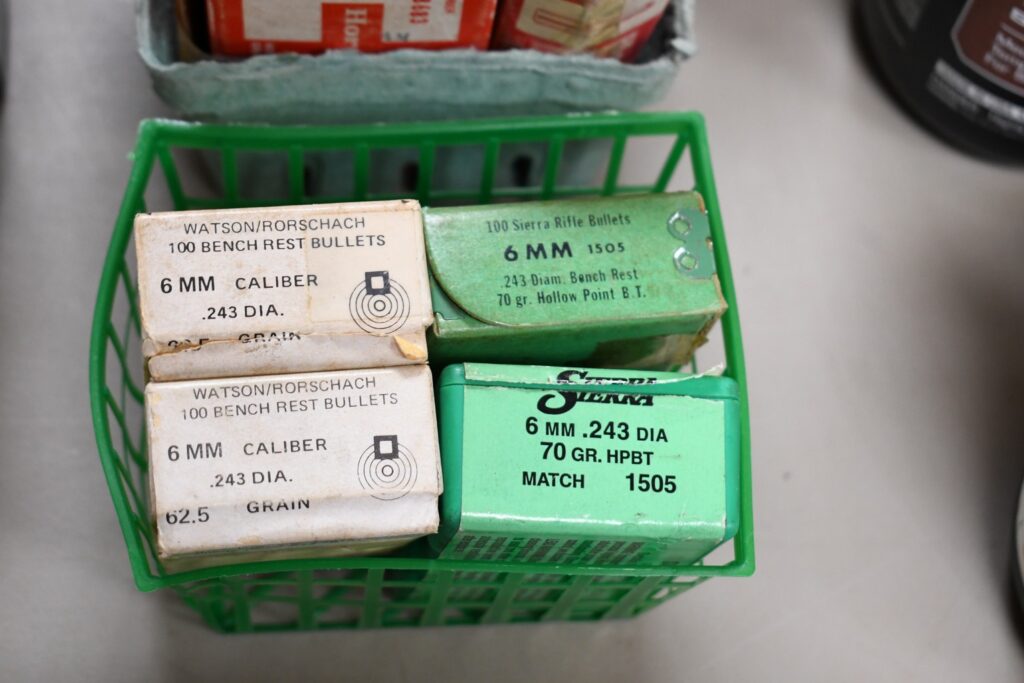 WATSON/RORSCHACH
100 BENCH REST BULLETS
6 MM CALIBER
.243 DIA.
GRAIN
100 Sierra Rifle Bullets
6 MM 1505
.243 Diam. Bench Rest
70 gr. Hollow Point B.T.
WATSON/RORSCHACH
100 BENCH REST BULLETS
6 MM CALIBER
.243 DIA.
62.5 GRAIN
SIERRA
6 MM .243 DIA
70 GR. HPBT
MATCH 1505